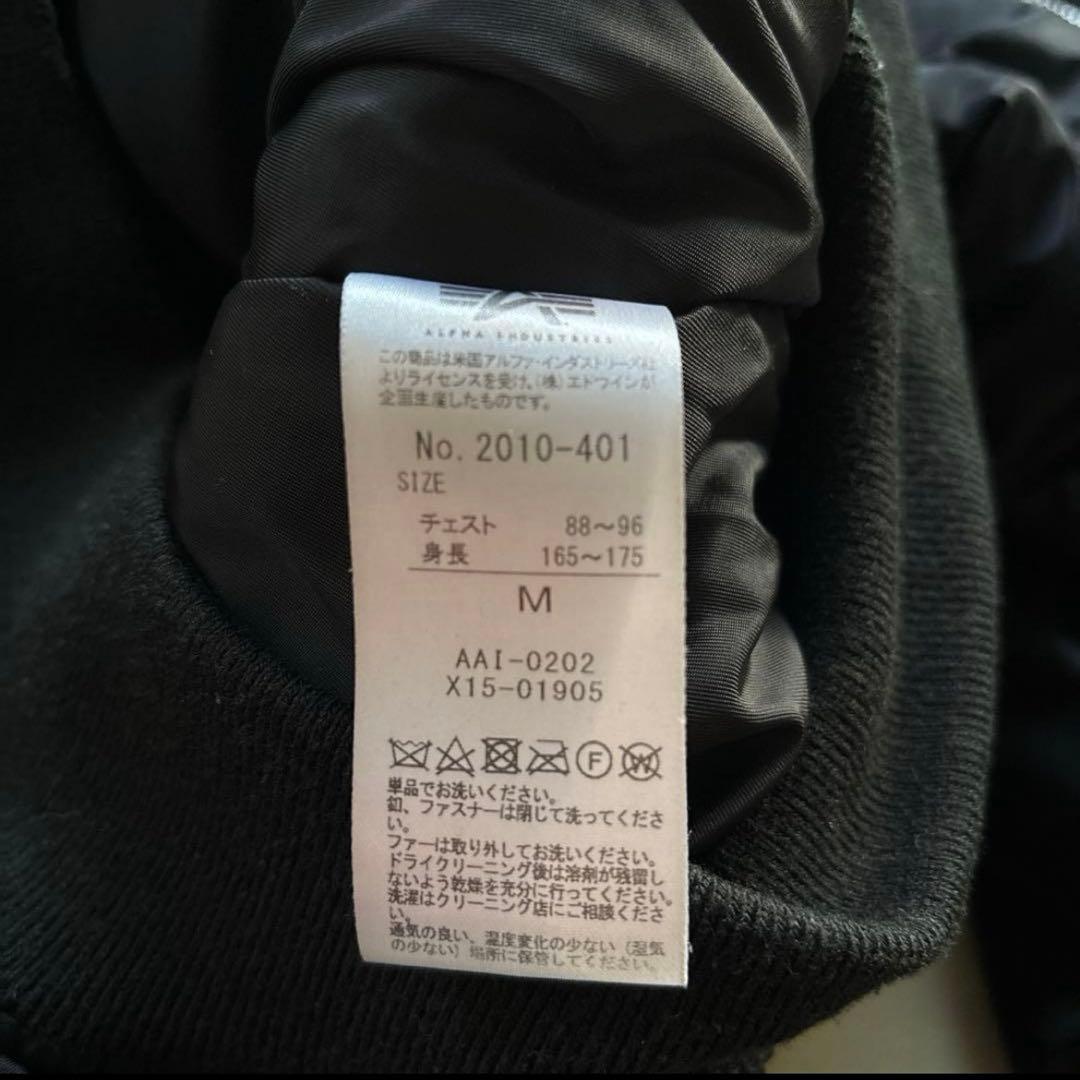 ALPHA INDUSTRIES
この商品は米国アルファ・インダストリーズ社
よりライセンスを受け、(株)エドウインが
企画生産したものです。
No. 2010-401
SIZE
チェスト 88～96
身長 165～175
M
AAI-0202
X15-01905
F W
単品でお洗いください。
釦、ファスナーは閉じて洗ってくださ
い。
ファーは取り外してお洗いください。
ドライクリーニング後は溶剤が残留し
ないよう乾燥を充分に行ってください。
洗濯はクリーニング店にご相談くださ
い。
通気の良い、温度変化の少ない(湿気
の少ない)場所に保管してください。